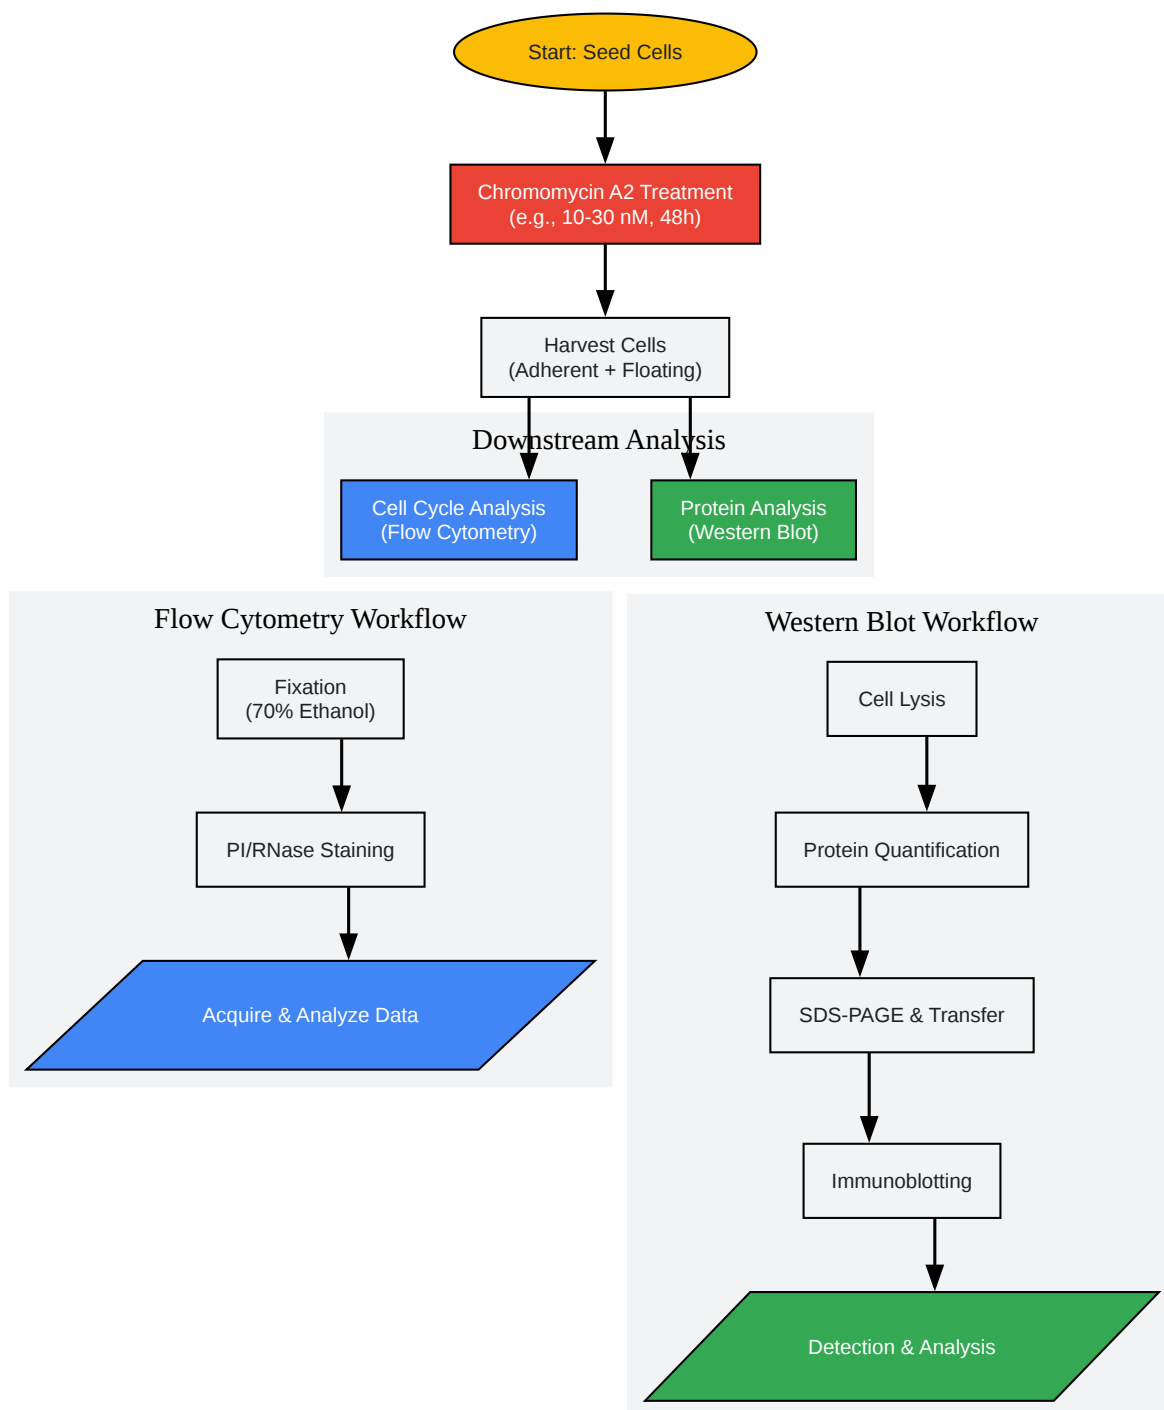 Start: Seed Cells
Chromomycin A2 Treatment
(e.g., 10-30 nM, 48h)
Harvest Cells
(Adherent + Floating)
Downstream Analysis
Cell Cycle Analysis
(Flow Cytometry)
Protein Analysis
(Western Blot)
Flow Cytometry Workflow
Fixation
(70% Ethanol)
PI/RNase Staining
Acquire & Analyze Data
Western Blot Workflow
Cell Lysis
Protein Quantification
SDS-PAGE & Transfer
Immunoblotting
Detection & Analysis